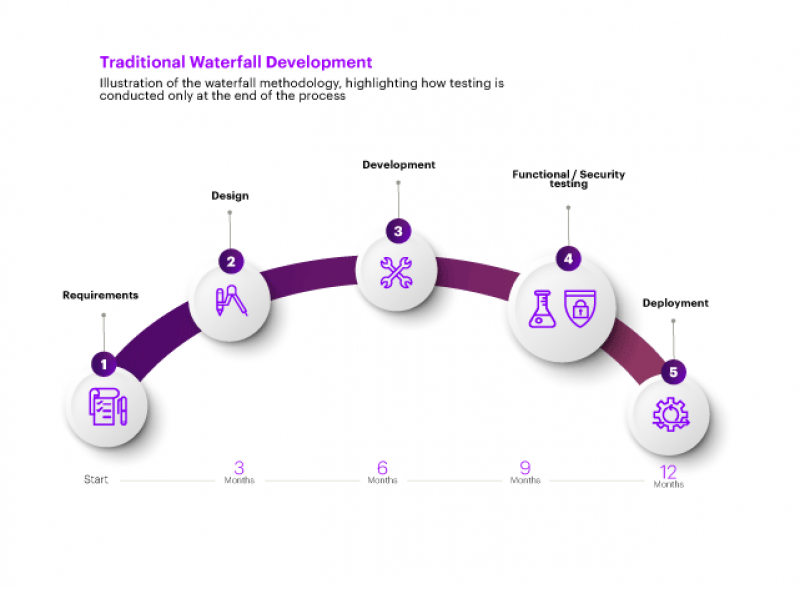 Traditional Waterfall Development
Illustration of the waterfall methodology, highlighting how testing is
conducted only at the end of the process
Development
Functional / Security
testing
Design
3
4
2
Requirements
Deployment
1
5
Start
3
Months
6
Months
9
Months
12
Months